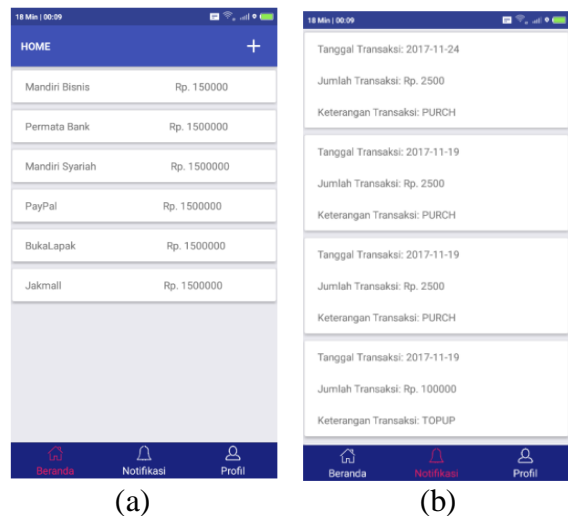 18 Min | 00:09
HOME +
Mandiri Bisnis Rp. 150000
Permata Bank Rp. 1500000
Mandiri Syariah Rp. 1500000
PayPal Rp. 1500000
BukaLapak Rp. 1500000
Jakmall Rp. 1500000
Beranda Notifikasi Profil
(a)
18 Min | 00:09
Tanggal Transaksi: 2017-11-24
Jumlah Transaksi: Rp. 2500
Keterangan Transaksi: PURCH
Tanggal Transaksi: 2017-11-19
Jumlah Transaksi: Rp. 2500
Keterangan Transaksi: PURCH
Tanggal Transaksi: 2017-11-19
Jumlah Transaksi: Rp. 2500
Keterangan Transaksi: PURCH
Tanggal Transaksi: 2017-11-19
Jumlah Transaksi: Rp. 100000
Keterangan Transaksi: TOPUP
Beranda Notifikasi Profil
(b)